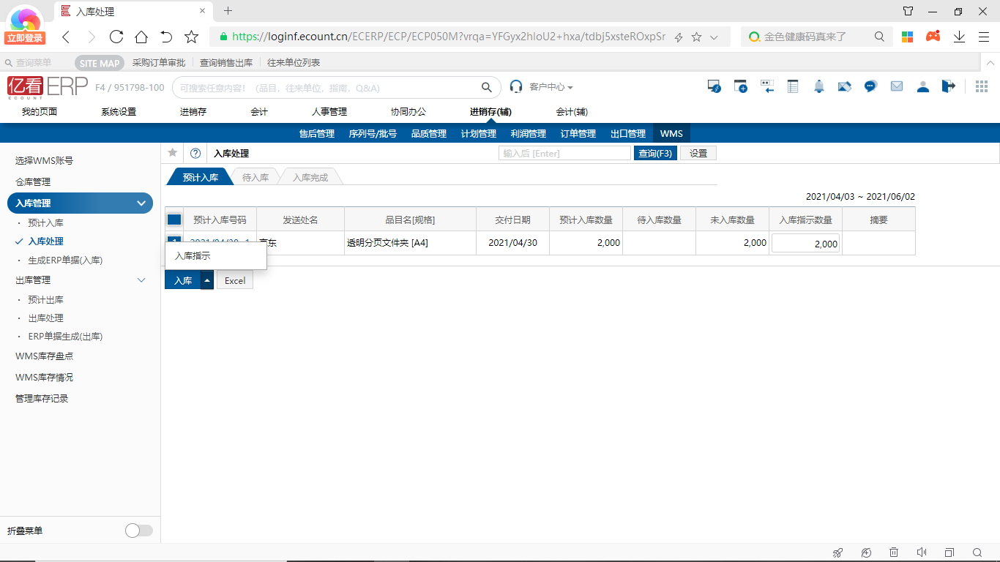 入库处理
立即登录
https://loginf.ecount.cn/ECERP/ECP/ECP050M?vrqa=YFGyx2hIoU2+hxa/tdbj5xsteROxpSr
金色健康码真来了
查询菜单
SITE MAP 采购订单审批 查询销售出库 往来单位列表
亿看 ERP
ECOUNT
F4 / 951798-100
可搜索任意内容! (品目, 往来单位, 指南, Q&A)
客户中心
我的页面 系统设置 进销存 会计 人事管理 协同办公 进销存(辅) 会计(辅)
售后管理 序列号/批号 品质管理 计划管理 利润管理 订单管理 出口管理 WMS
选择WMS账号
仓库管理
入库管理
预计入库
入库处理
生成ERP单据(入库)
出库管理
预计出库
出库处理
ERP单据生成(出库)
WMS库存盘点
WMS库存情况
管理库存记录
折叠菜单
入库处理
输入后 [Enter] 查询(F3) 设置
预计入库 待入库 入库完成
2021/04/03 ~ 2021/06/02
预计入库号码 发送处名 品目名[规格] 交付日期 预计入库数量 待入库数量 未入库数量 入库指示数量 摘要
京东 透明分页文件夹 [A4] 2021/04/30 2,000 2,000 2,000
入库指示
入库 Excel